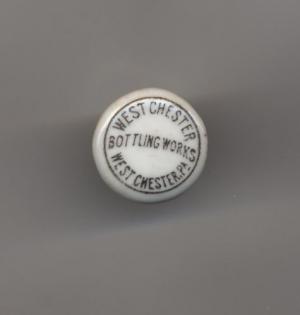 WEST CHESTER
BOTTLING WORKS
WEST CHESTER, PA.